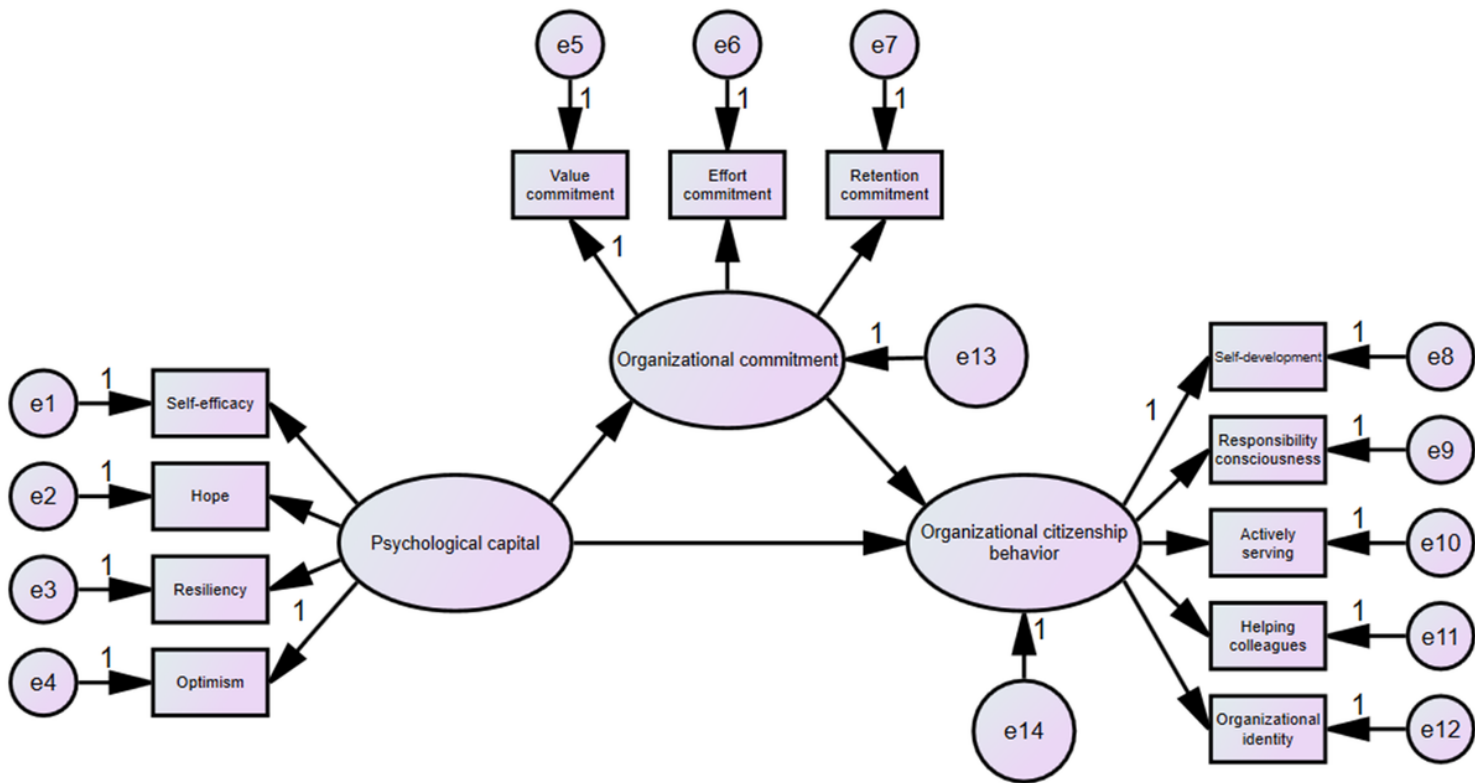 e5
e6
e7
1
1
1
Value
commitment
Effort
commitment
Retention
commitment
1
Organizational commitment
1
e13
e1
1
Self-efficacy
e2
1
Hope
e3
1
Resiliency
1
e4
1
Optimism
Psychological capital
Organizational citizenship
behavior
1
e14
1
Self-development
1
e8
Responsibility
consciousness
1
e9
Actively
serving
1
e10
Helping
colleagues
1
e11
Organizational
identity
1
e12